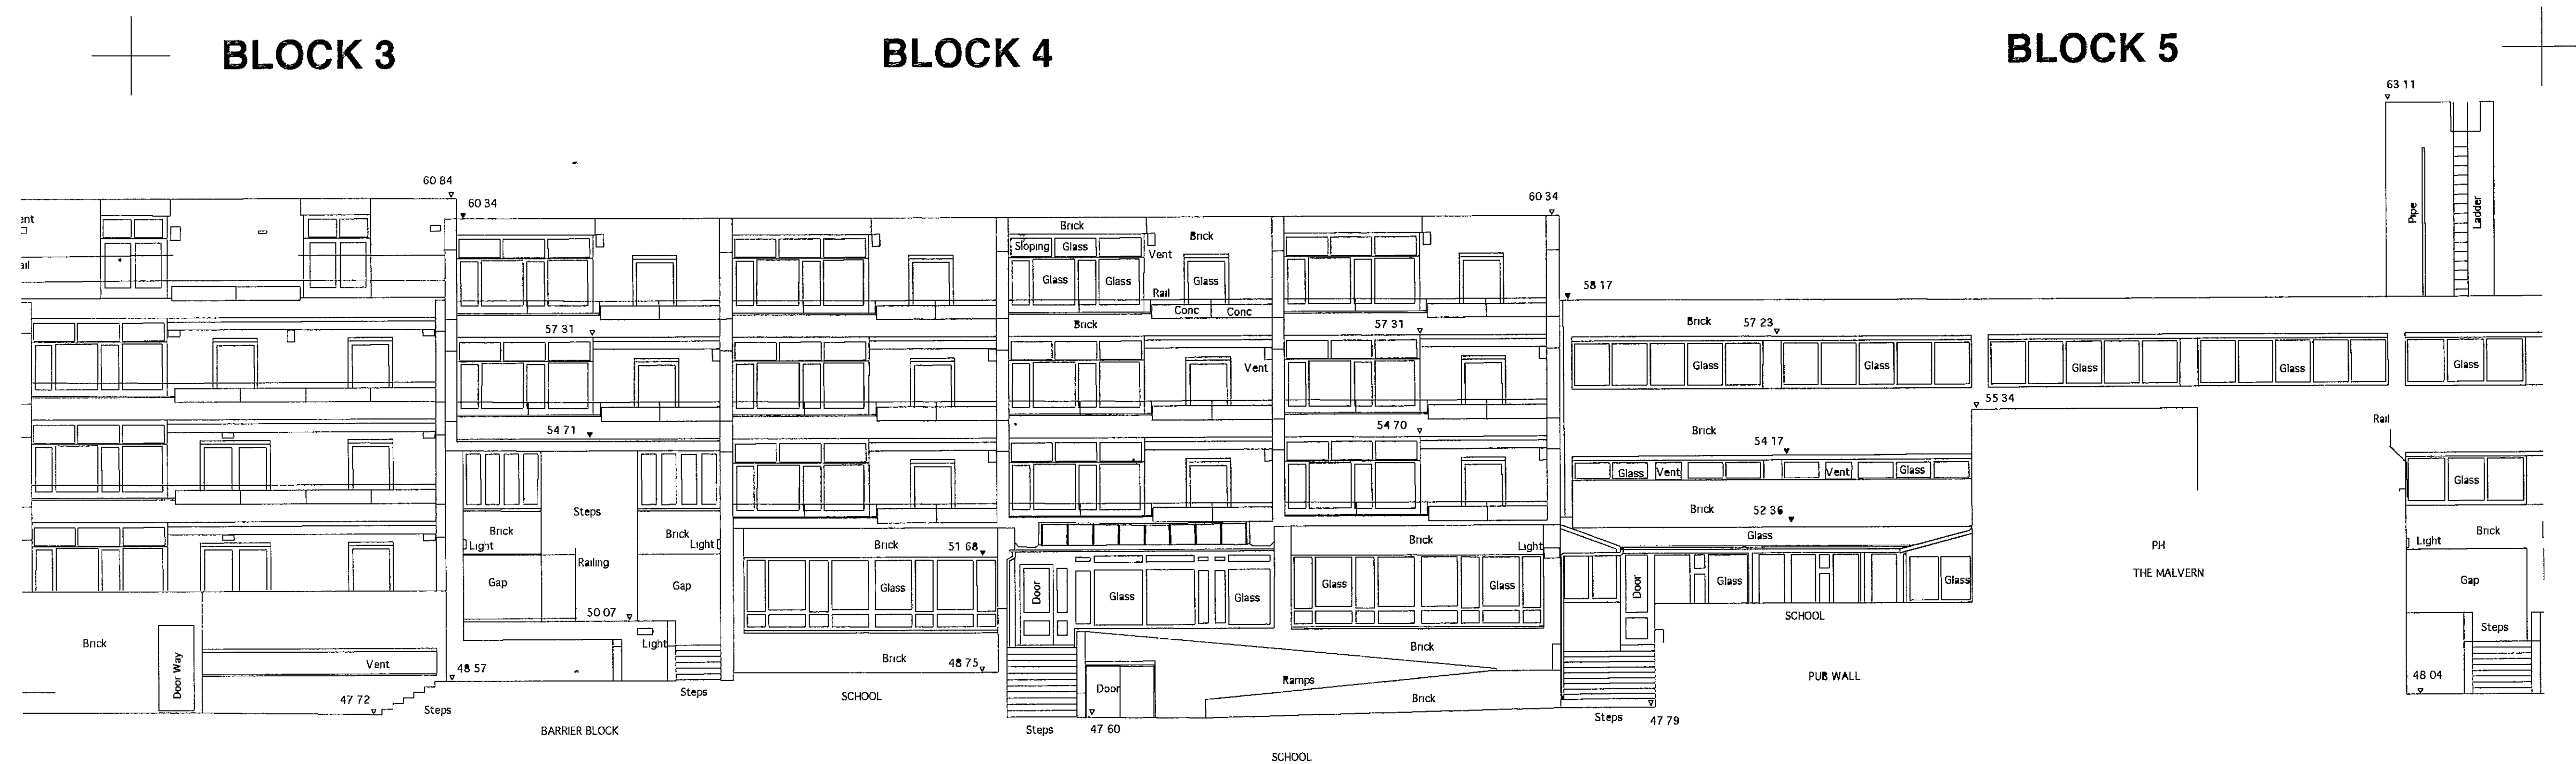 BLOCK 3
BLOCK 4
BLOCK 5
63 11
60 84
60 34
60 34
Pipe
Ladder
ent
ail
Brick
Brick
Sloping
Glass
Vent
Glass
Glass
Glass
Rail
Conc
Conc
58 17
57 31
Brick
57 31
Brick
57 23
Vent
Glass
Glass
Glass
Glass
Glass
55 34
Rail
54 71
54 70
Brick
54 17
Glass
Vent
Vent
Glass
Glass
Steps
Brick
52 36
Brick
Brick
Brick
Light
Light
Brick
51 68
Brick
Light
Glass
Light
PH
THE MALVERN
Railing
Gap
Gap
Glass
Door
Glass
Glass
Glass
Glass
Door
Glass
Glass
Gap
50 07
SCHOOL
Steps
Brick
Light
Brick
Door Way
Vent
48 57
Brick
48 75
Ramps
PUB WALL
48 04
Steps
SCHOOL
Door
47 72
Steps
Brick
BARRIER BLOCK
Steps
47 60
Steps
47 79
SCHOOL